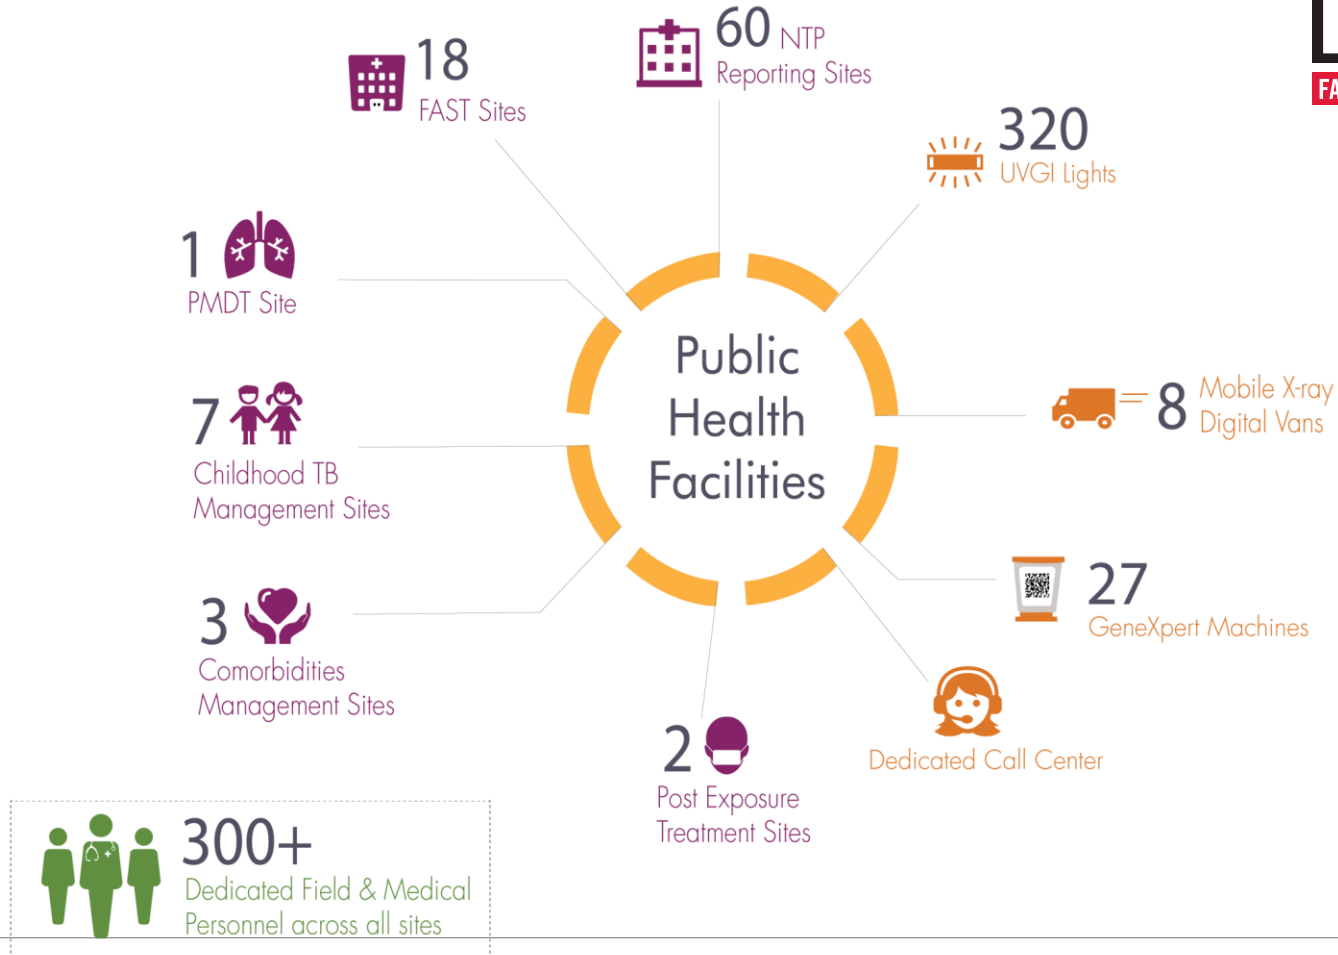 60 NTP
Reporting Sites
18
FAST Sites
320
UVGI Lights
1
PMDT Site
Public
Health
Facilities
8 Mobile X-ray
Digital Vans
7
Childhood TB
Management Sites
27
GeneXpert Machines
3
Comorbidities
Management Sites
Dedicated Call Center
2
Post Exposure
Treatment Sites
300+
Dedicated Field & Medical
Personnel across all sites